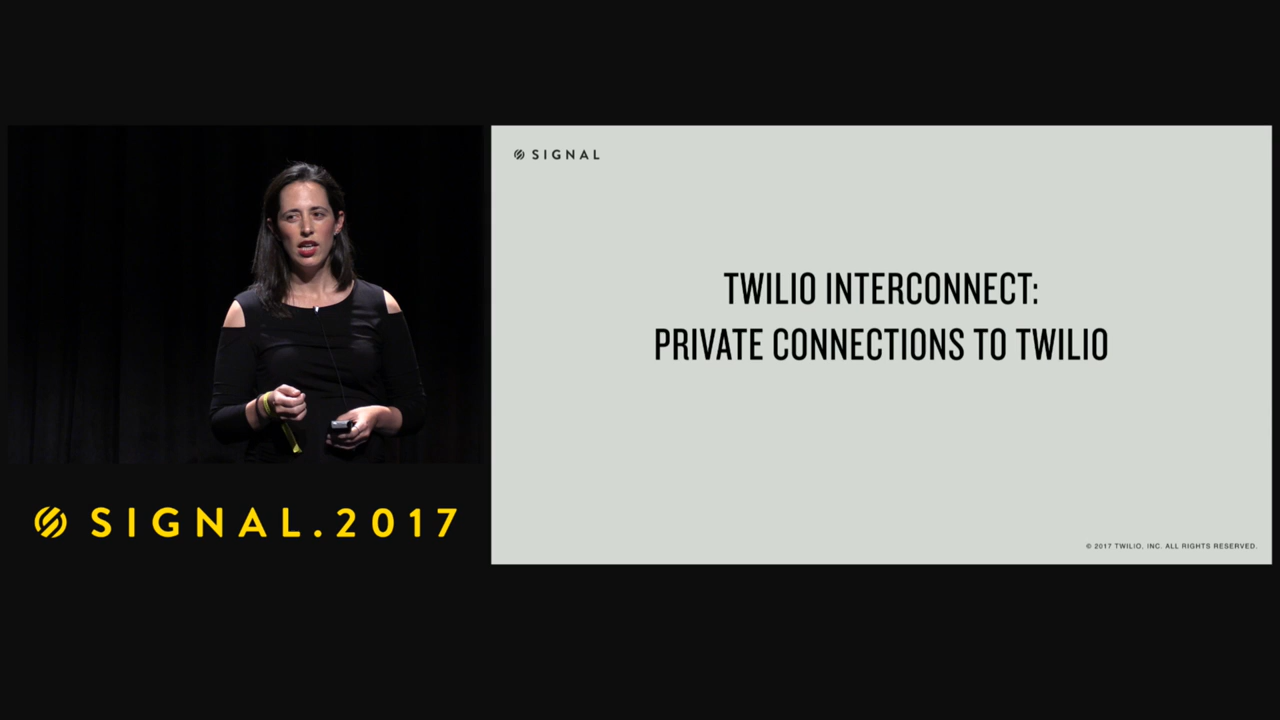 SIGNAL
TWILIO INTERCONNECT:
PRIVATE CONNECTIONS TO TWILIO
© 2017 TWILIO, INC. ALL RIGHTS RESERVED.
SIGNAL.2017